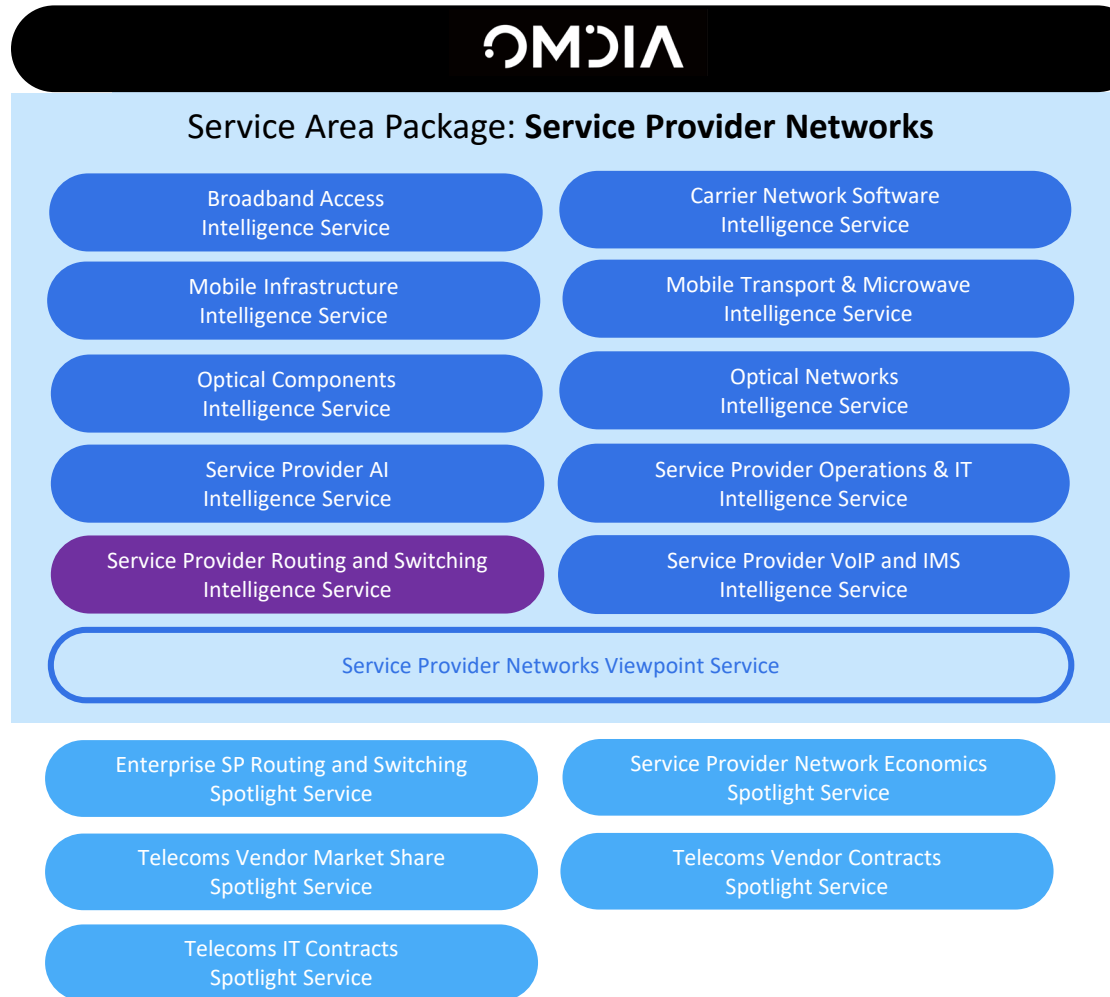 OMDIA
Service Area Package: Service Provider Networks
Broadband Access
Intelligence Service
Carrier Network Software
Intelligence Service
Mobile Infrastructure
Intelligence Service
Mobile Transport & Microwave
Intelligence Service
Optical Components
Intelligence Service
Optical Networks
Intelligence Service
Service Provider AI
Intelligence Service
Service Provider Operations & IT
Intelligence Service
Service Provider Routing and Switching
Intelligence Service
Service Provider VoIP and IMS
Intelligence Service
Service Provider Networks Viewpoint Service
Enterprise SP Routing and Switching
Spotlight Service
Service Provider Network Economics
Spotlight Service
Telecoms Vendor Market Share
Spotlight Service
Telecoms Vendor Contracts
Spotlight Service
Telecoms IT Contracts
Spotlight Service